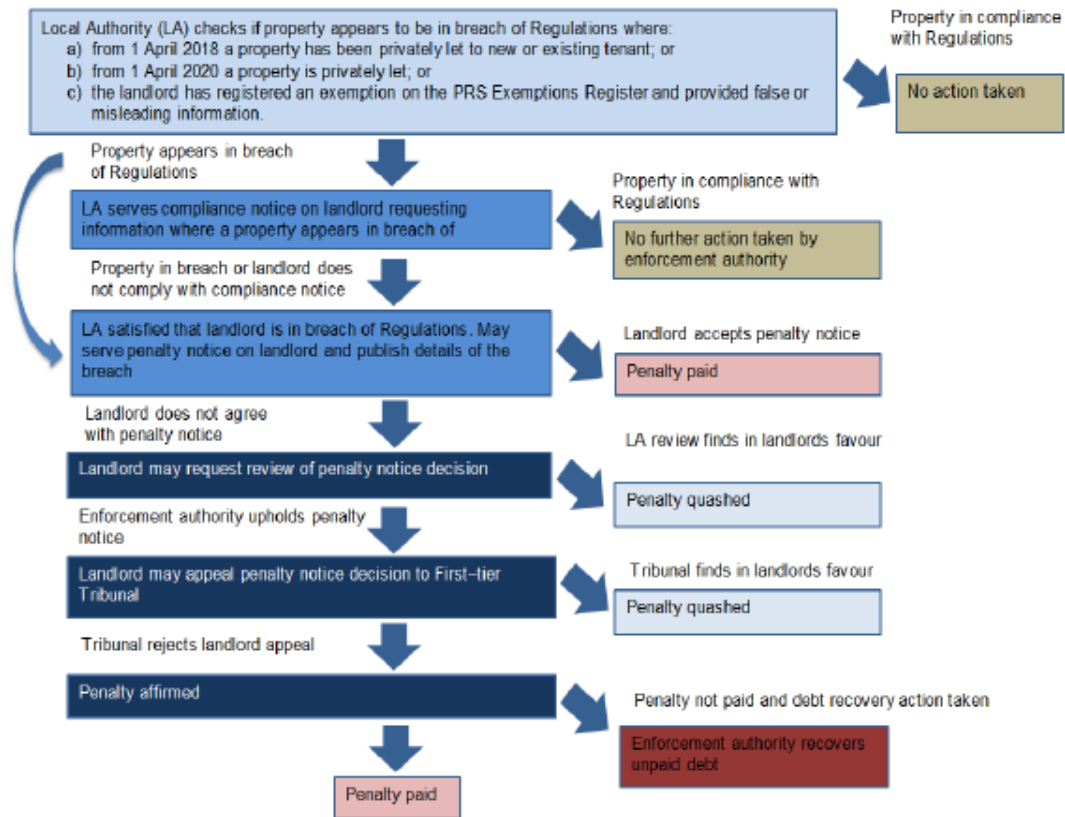 Local Authority (LA) checks if property appears to be in breach of Regulations where:
a) from 1 April 2018 a property has been privately let to new or existing tenant; or
b) from 1 April 2020 a property is privately let; or
c) the landlord has registered an exemption on the PRS Exemptions Register and provided false or
misleading information.
Property in compliance
with Regulations
No action taken
Property appears in breach
of Regulations
LA serves compliance notice on landlord requesting
information where a property appears in breach of
Property in compliance with
Regulations
No further action taken by
enforcement authority
Property in breach or landlord does
not comply with compliance notice
LA satisfied that landlord is in breach of Regulations. May
serve penalty notice on landlord and publish details of the
breach
Landlord accepts penalty notice
Penalty paid
Landlord does not agree
with penalty notice
LA review finds in landlords favour
Landlord may request review of penalty notice decision
Penalty quashed
Enforcement authority upholds penalty
notice
Landlord may appeal penalty notice decision to First-tier
Tribunal
Tribunal finds in landlords favour
Penalty quashed
Tribunal rejects landlord appeal
Penalty affirmed
Penalty not paid and debt recovery action taken
Enforcement authority recovers
unpaid debt
Penalty paid